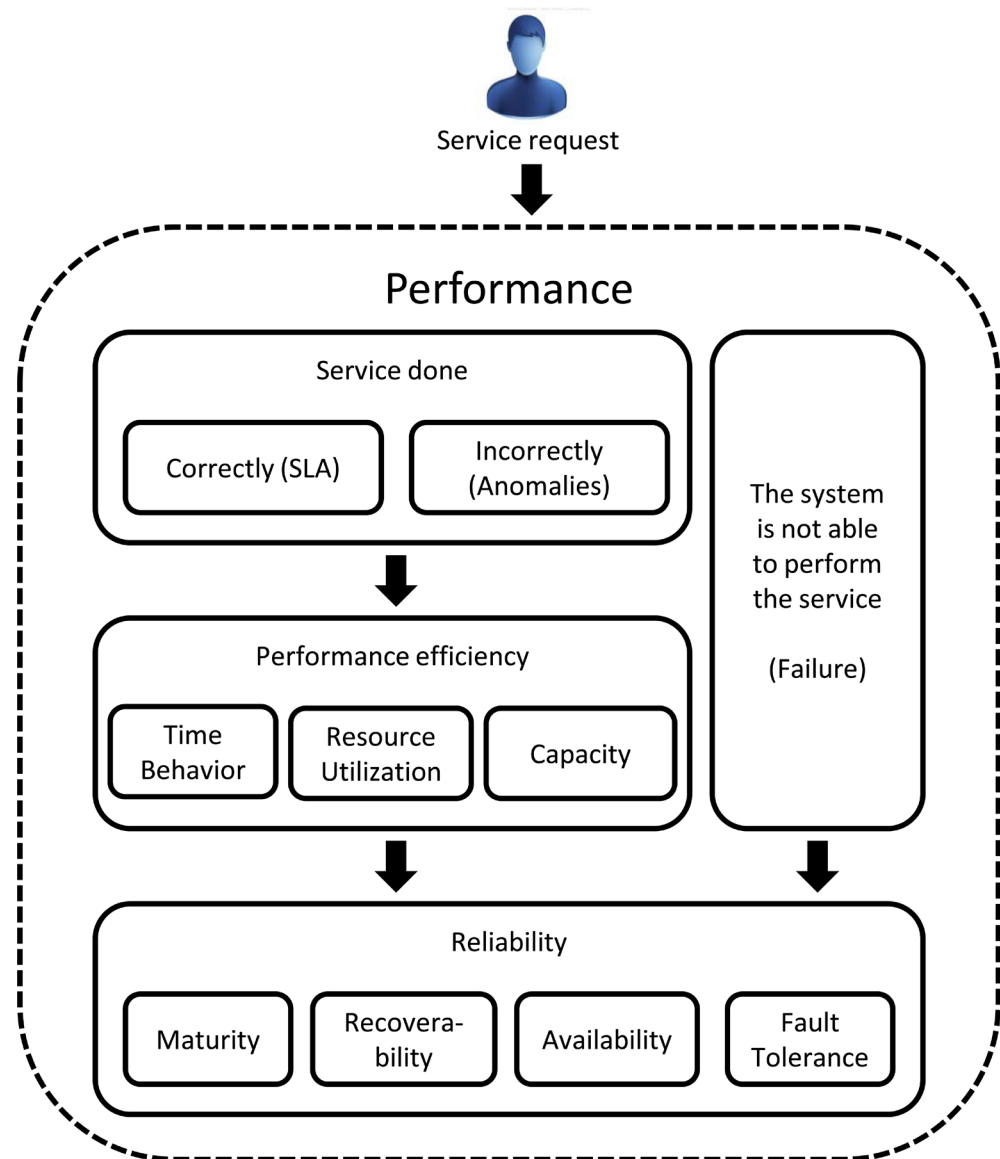 Service request
Performance
Service done
Correctly (SLA)
Incorrectly
(Anomalies)
The system
is not able
to perform
the service
(Failure)
Performance efficiency
Time
Behavior
Resource
Utilization
Capacity
Reliability
Maturity
Recovera-
bility
Availability
Fault
Tolerance